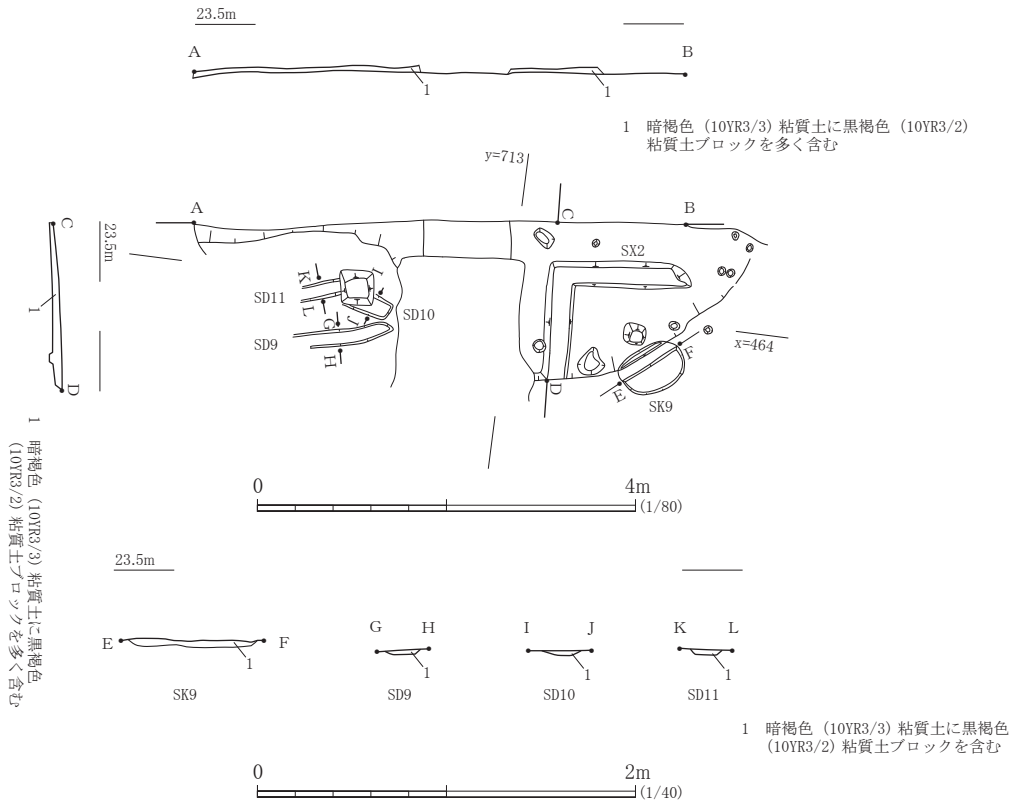 23.5m
A
B
1
1
1 暗褐色 (10YR3/3) 粘質土に黒褐色 (10YR3/2)
粘質土ブロックを多く含む
y=713
A
C
B
C
23.5m
1
D
SX2
K
I
SD11
L
J
SD10
G
SD9
H
x=464
F
D
E
SK9
1 暗褐色 (10YR3/3) 粘質土に黒褐色
(10YR3/2) 粘質土ブロックを多く含む
0
4m
(1/80)
23.5m
E
F
1
SK9
G
H
1
SD9
I
J
1
SD10
K
L
1
SD11
1 暗褐色 (10YR3/3) 粘質土に黒褐色
(10YR3/2) 粘質土ブロックを含む
0
2m
(1/40)